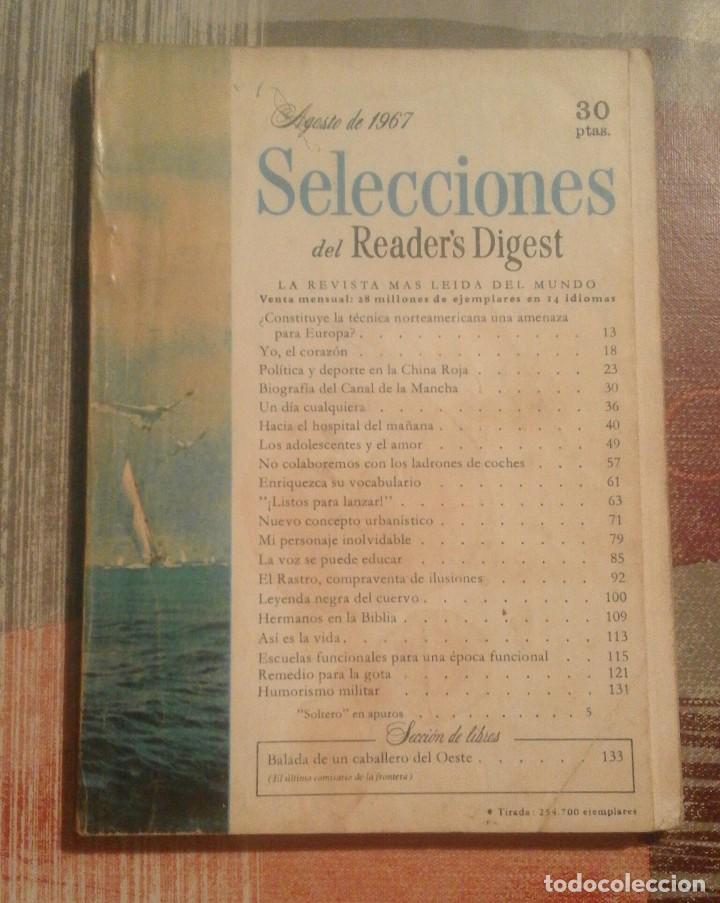 Agosto de 1967
30
ptas.
Selecciones
del Reader's Digest
LA REVISTA MAS LEIDA DEL MUNDO
Venta mensual: 28 millones de ejemplares en 14 idiomas
¿Constituye la técnica norteamericana una amenaza
para Europa? . . . . . . . . . . . . 13
Yo, el corazón . . . . . . . . . . . . 18
Política y deporte en la China Roja . . . . . . 23
Biografía del Canal de la Mancha . . . . . . 30
Un día cualquiera . . . . . . . . . . . 36
Hacia el hospital del mañana . . . . . . . . 40
Los adolescentes y el amor . . . . . . . . 49
No colaboremos con los ladrones de coches . . . 57
Enriquezca su vocabulario . . . . . . . . 61
"¡Listos para lanzar!" . . . . . . . . . . 63
Nuevo concepto urbanístico . . . . . . . . 71
Mi personaje inolvidable . . . . . . . . . 79
La voz se puede educar . . . . . . . . . 85
El Rastro, compraventa de ilusiones . . . . . 92
Leyenda negra del cuervo . . . . . . . . . 100
Hermanos en la Biblia . . . . . . . . . . 109
Así es la vida . . . . . . . . . . . . 113
Escuelas funcionales para una época funcional . . 115
Remedio para la gota . . . . . . . . . . 121
Humorismo militar . . . . . . . . . . 131
"Soltero" en apuros . . . . . . . . . . 5
Sección de libros
Balada de un caballero del Oeste . . . . . . 133
(El último comisario de la frontera)
• Tirada: 254.700 ejemplares
todocoleccion